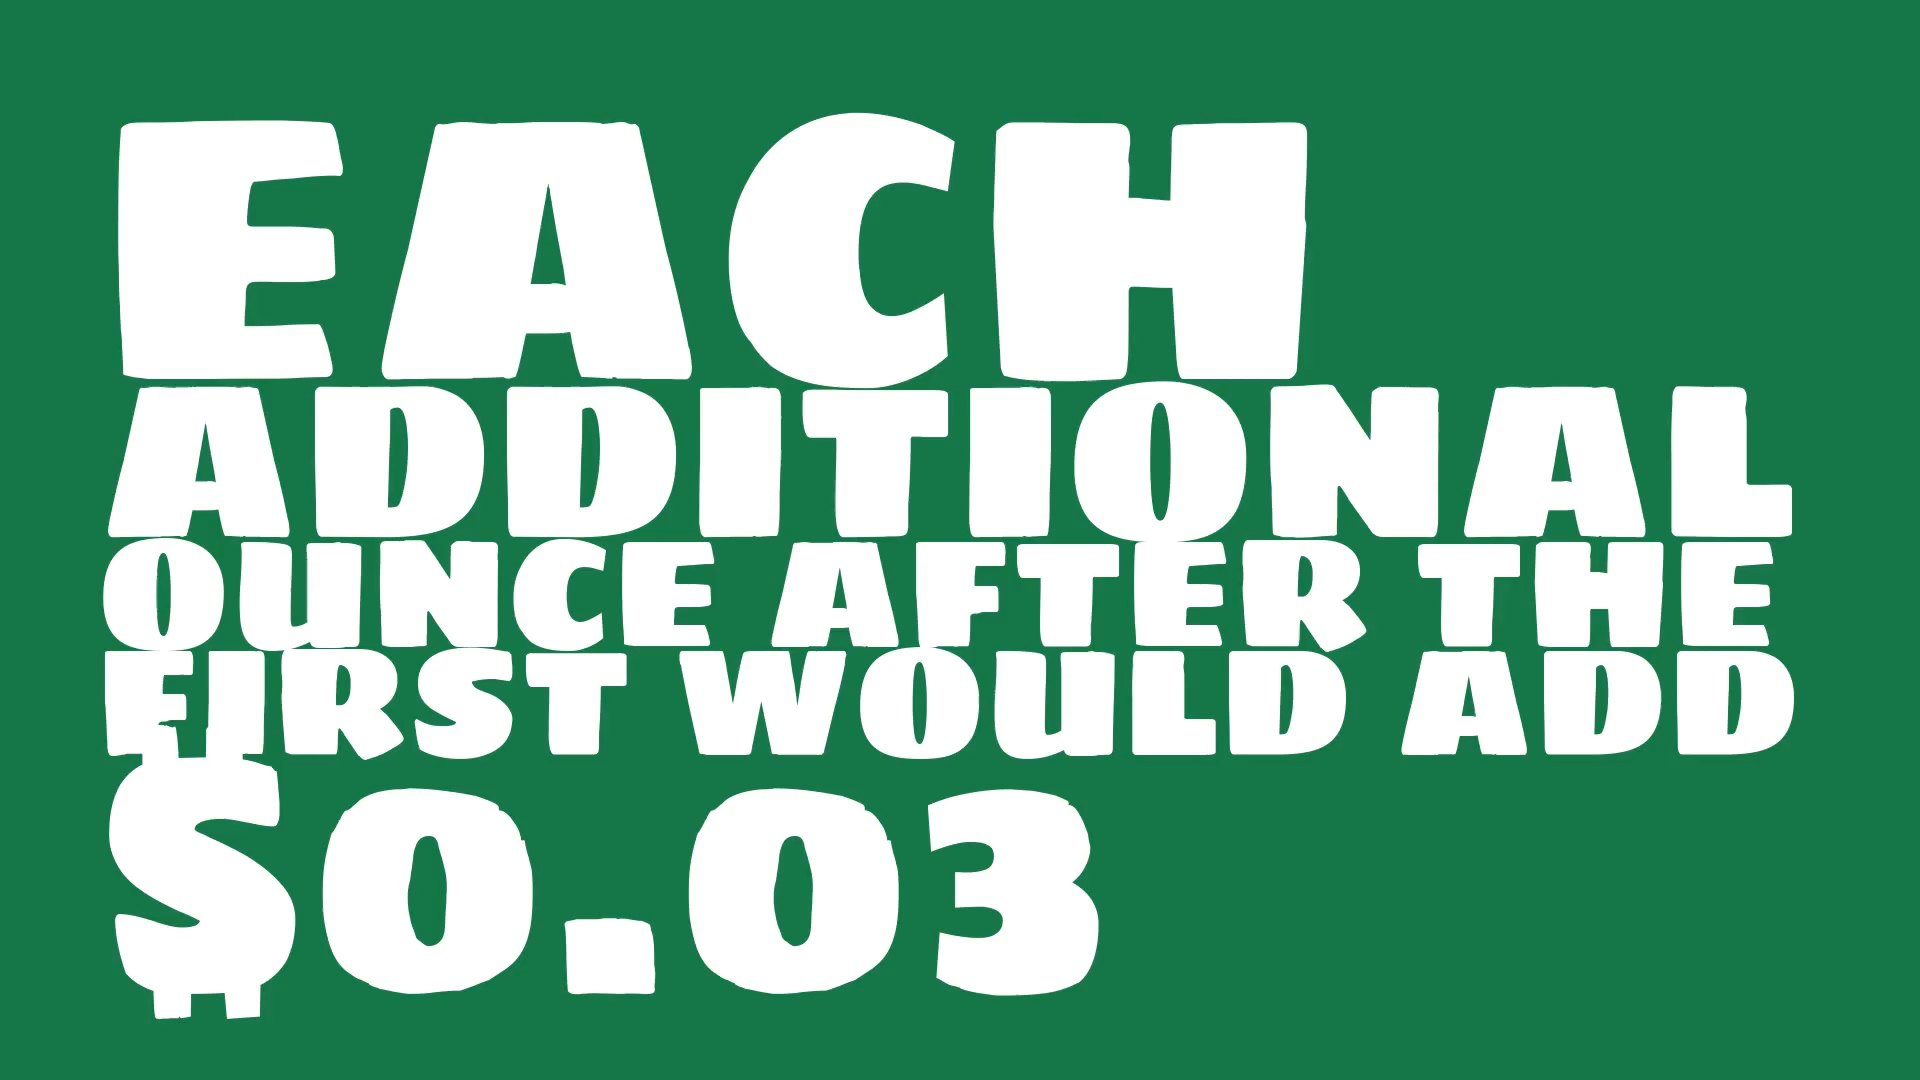 EACH
ADDITIONAL
OUNCE AFTER THE
FIRST WOULD ADD
$0.03